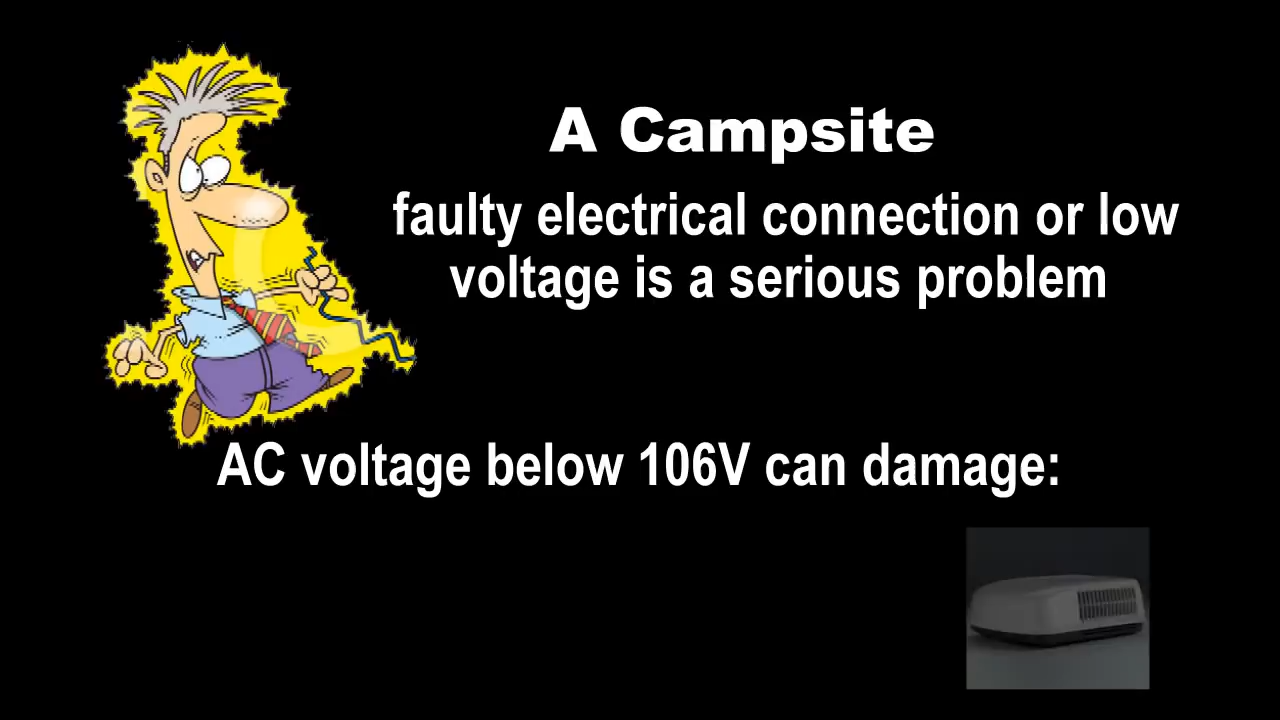 A Campsite
faulty electrical connection or low
voltage is a serious problem
AC voltage below 106V can damage: